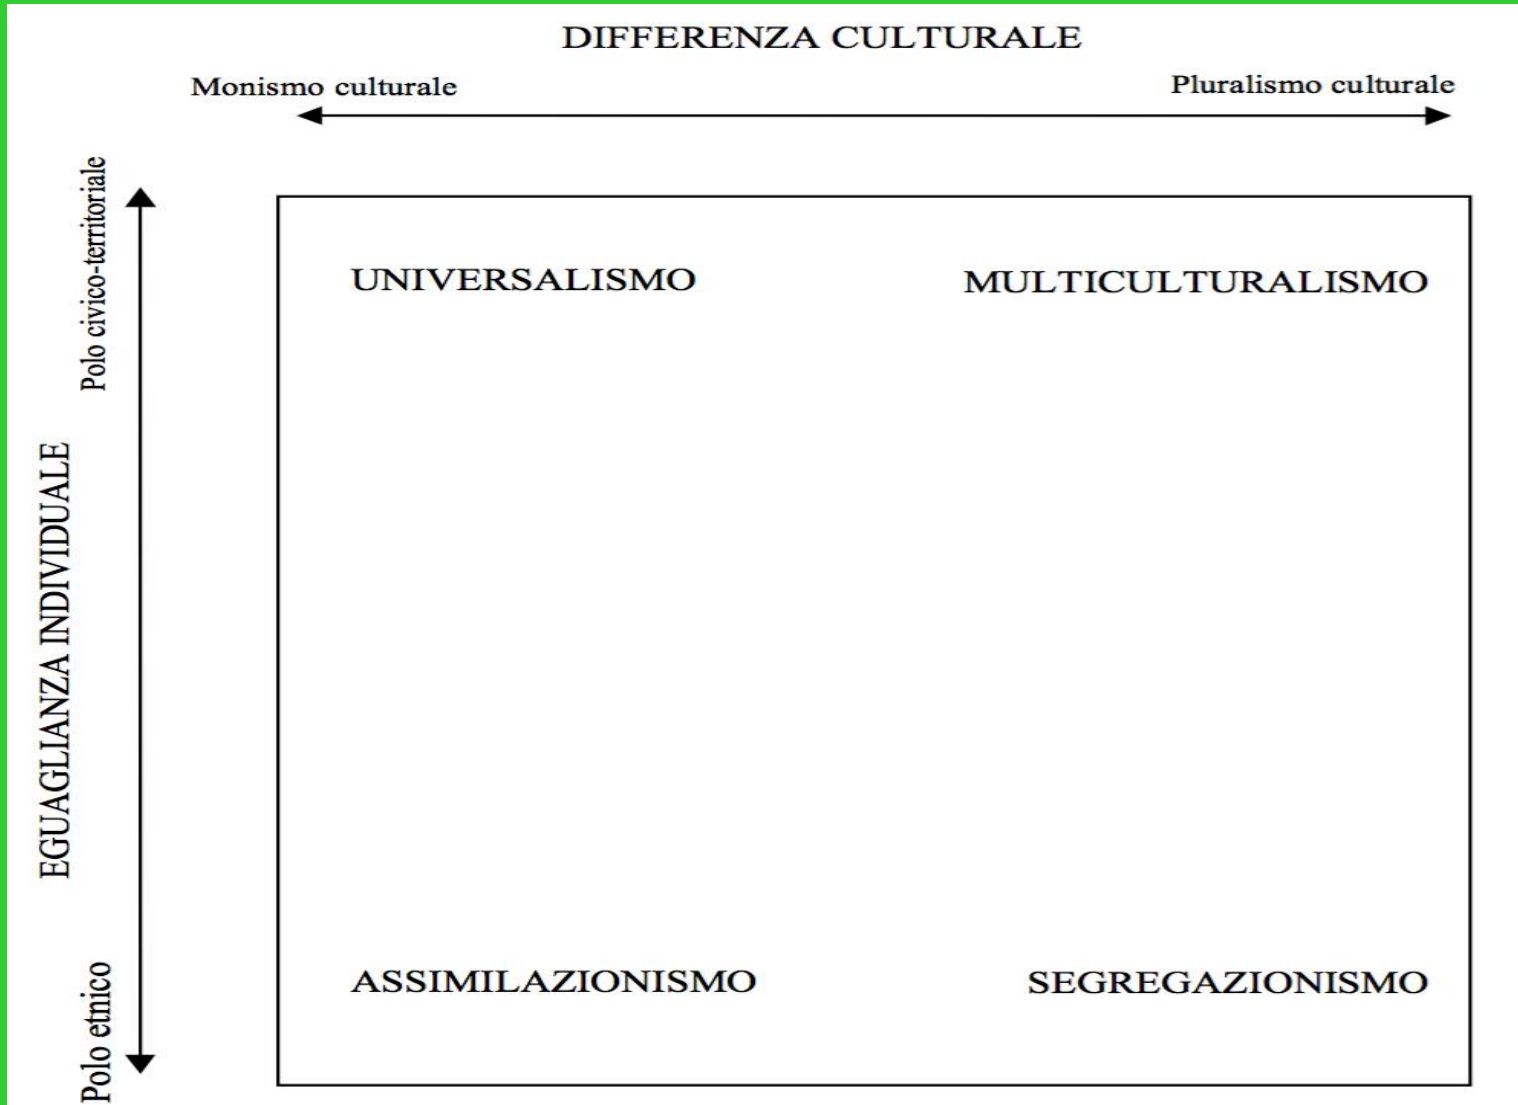 DIFFERENZA CULTURALE
Monismo culturale
Pluralismo culturale
Polo civico-territoriale
EGUAGLIANZA INDIVIDUALE
Polo etnico
UNIVERSALISMO
MULTICULTURALISMO
ASSIMILAZIONISMO
SEGREGAZIONISMO